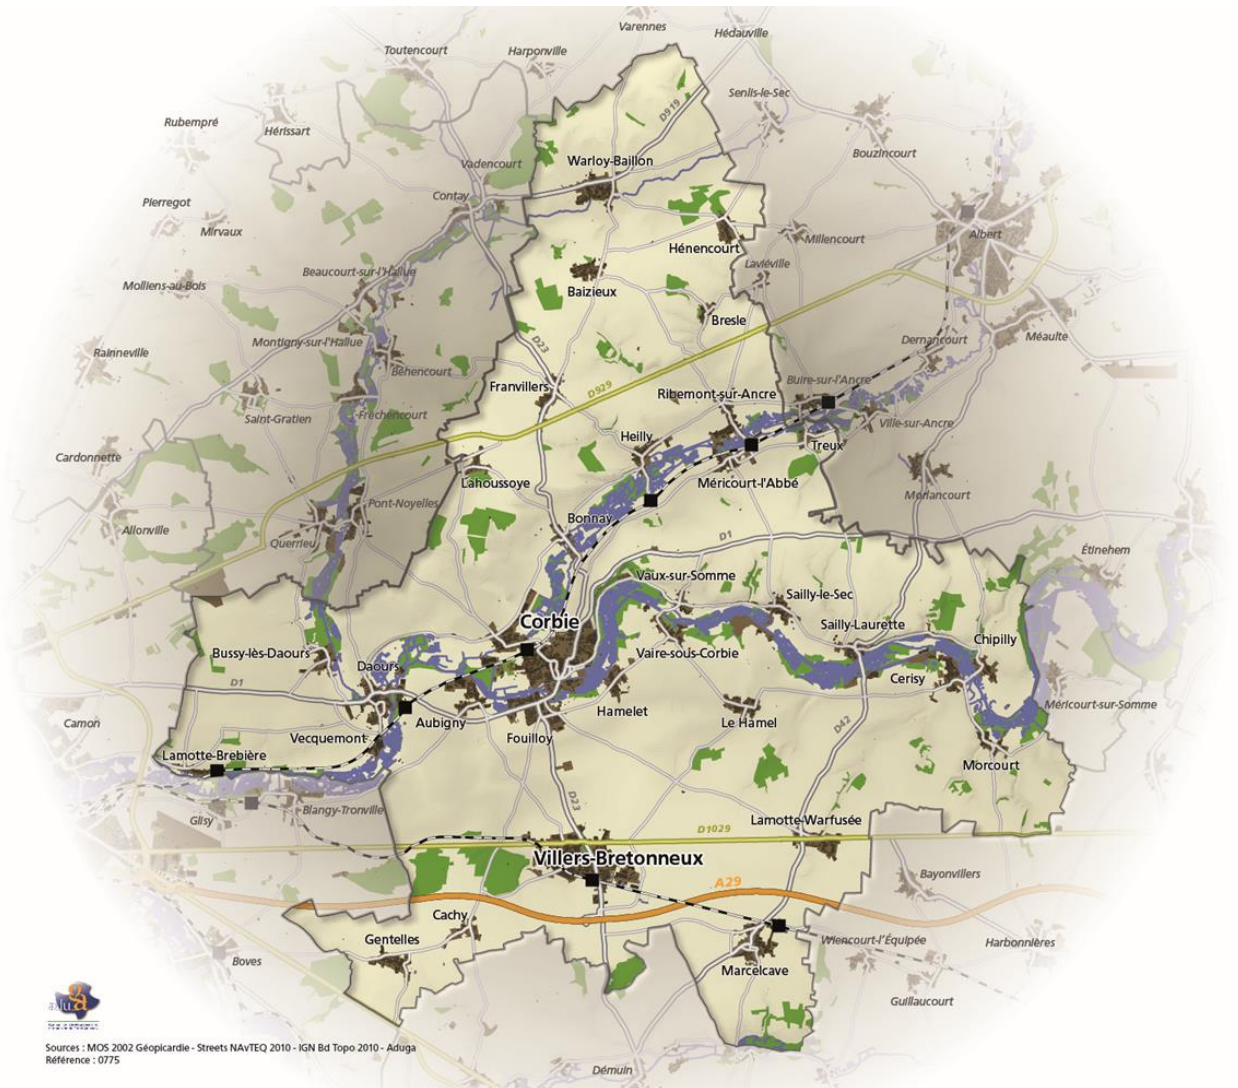 Varennes
Hédauville
Toutencourt
Harponville
Senlis-le-Sec
D919
Rubempré
Hérissart
Bouzincourt
Warloy-Baillon
Vadencourt
Contay
Pierregot
Mirvaux
Albert
Millencourt
Hénencourt
Laviéville
Beaucourt-sur-l'Hallue
Molliens-au-Bois
Baizieux
Bresle
Méaulte
Dernancourt
Montigny-sur-l'Hallue
D23
Rainneville
Béhencourt
Buire-sur-l'Ancre
Franvillers
D929
Ribemont-sur-Ancre
Saint-Gratien
Fréchencourt
Ville-sur-Ancre
Heilly
Treux
Cardonnette
Lahoussoye
Méricourt-l'Abbé
Morlancourt
Pont-Noyelles
Bonnay
Allonville
Querrieu
D1
Étinehem
Vaux-sur-Somme
Sailly-le-Sec
Corbie
Sailly-Laurette
Chipilly
Bussy-lès-Daours
Vaire-sous-Corbie
Daours
Cerisy
D1
Méricourt-sur-Somme
Hamelet
Camon
Aubigny
Le Hamel
D42
Vecquemont
Fouilloy
Lamotte-Brebière
Morcourt
D23
Blangy-Tronville
Glisy
Lamotte-Warfusée
D1029
Villers-Bretonneux
Bayonvillers
A29
Cachy
Gentelles
Wiencourt-l'Équipée
Harbonnières
Boves
Marcelcave
Guillaucourt
aduga
Sources : MOS 2002 Géopicardie - Streets NAvTEQ 2010 - IGN Bd Topo 2010 - Aduga
Référence : 0775
Démuin